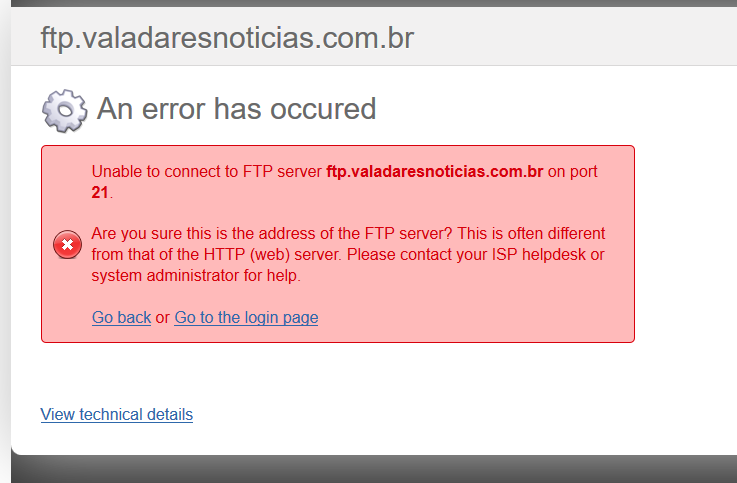 ftp.valadaresnoticias.com.br
An error has occured
Unable to connect to FTP server ftp.valadaresnoticias.com.br on port
21.
Are you sure this is the address of the FTP server? This is often different
from that of the HTTP (web) server. Please contact your ISP helpdesk or
system administrator for help.
Go back or Go to the login page
View technical details